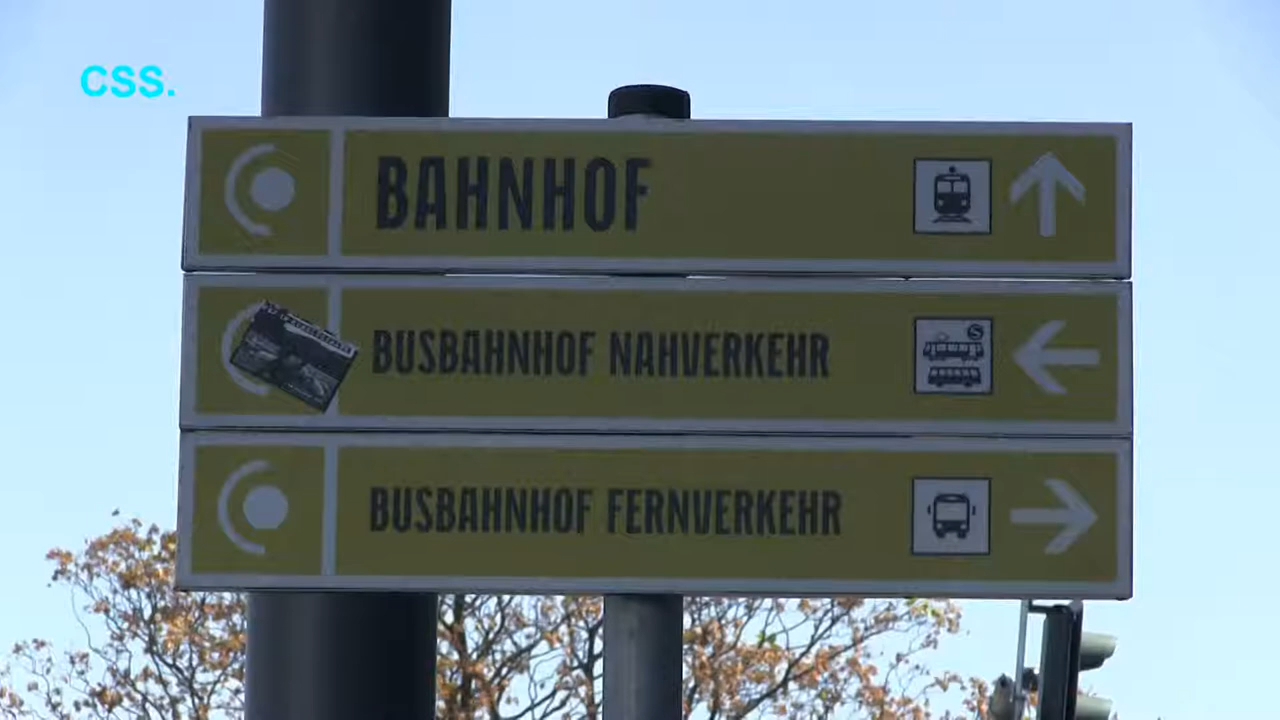 CSS.
BAHNHOF
BUSBAHNHOF NAHVERKEHR
S
BUSBAHNHOF FERNVERKEHR